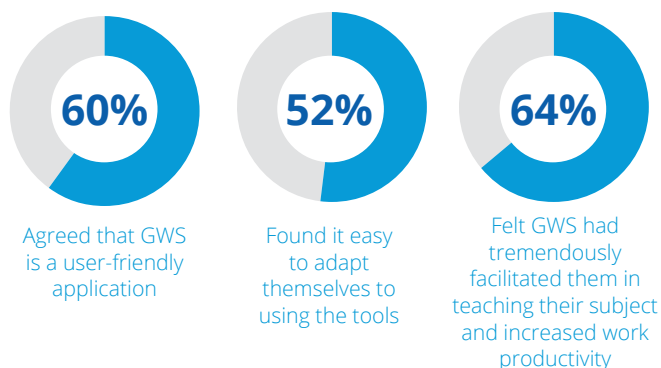 60%
Agreed that GWS
is a user-friendly
application
52%
Found it easy
to adapt
themselves to
using the tools
64%
Felt GWS had
tremendously
facilitated them in
teaching their subject
and increased work
productivity